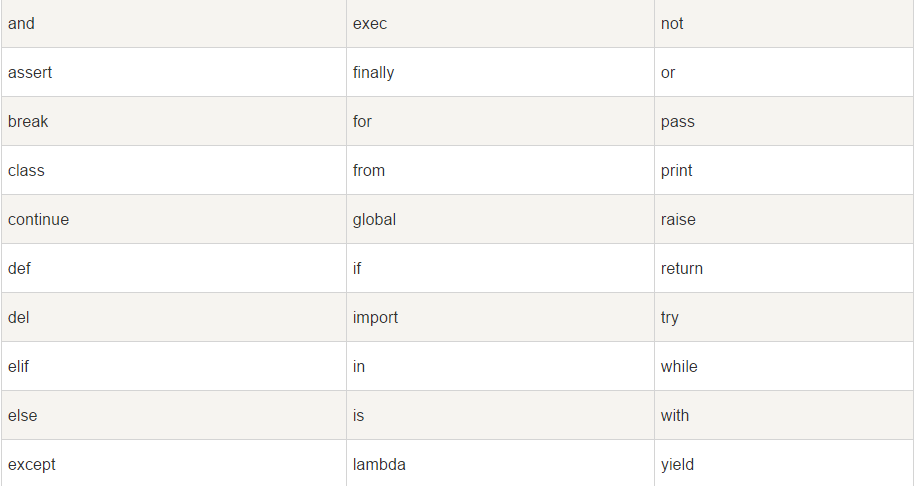 and exec not
assert finally or
break for pass
class from print
continue global raise
def if return
del import try
elif in while
else is with
except lambda yield